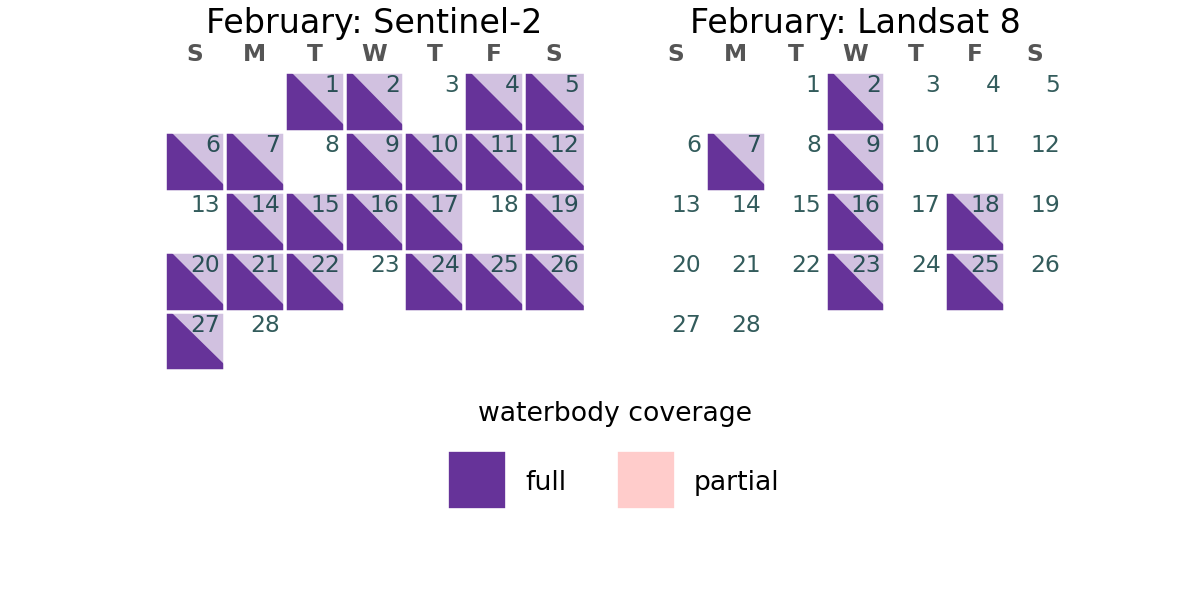 February: Sentinel-2
S M T W T F S
1 2 3 4 5
6 7 8 9 10 11 12
13 14 15 16 17 18 19
20 21 22 23 24 25 26
27 28
February: Landsat 8
S M T W T F S
1 2 3 4 5
6 7 8 9 10 11 12
13 14 15 16 17 18 19
20 21 22 23 24 25 26
27 28
waterbody coverage
full partial